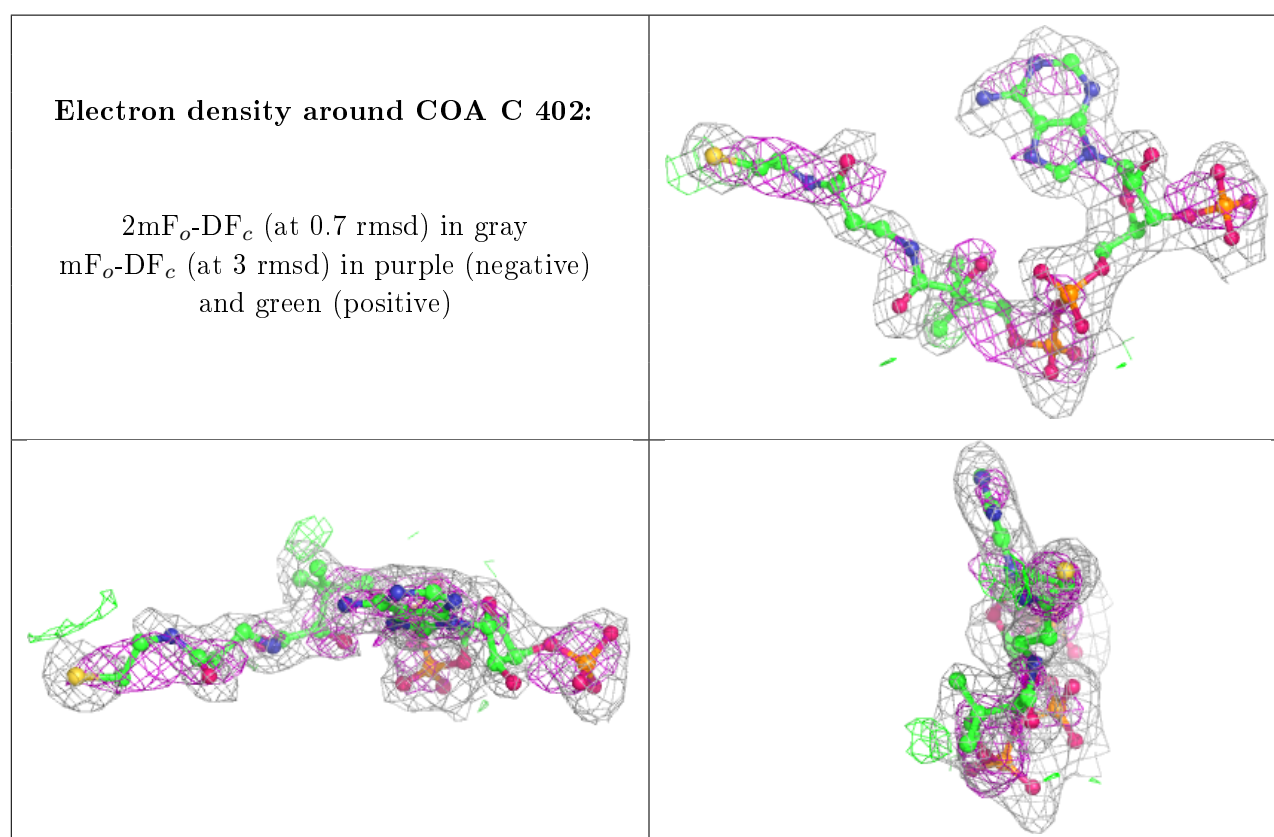 Electron density around COA C 402:
2mFₒ-DF𝒸 (at 0.7 rmsd) in gray
mFₒ-DF𝒸 (at 3 rmsd) in purple (negative)
and green (positive)